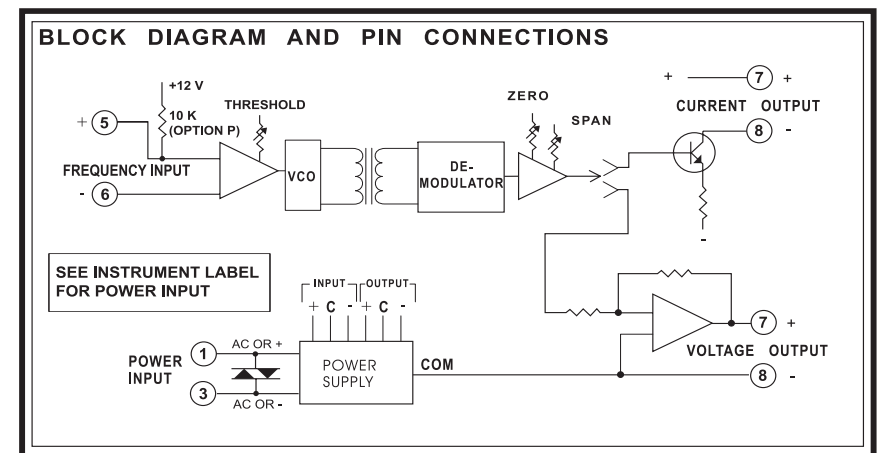 BLOCK DIAGRAM AND PIN CONNECTIONS
+12 V
10 K
(OPTION P)
THRESHOLD
+ 5
FREQUENCY INPUT
- 6
VCO
DE-
MODULATOR
ZERO
SPAN
+ 7 +
CURRENT OUTPUT
8 -
-
SEE INSTRUMENT LABEL
FOR POWER INPUT
INPUT OUTPUT
+ C - + C -
POWER
INPUT
1
AC OR +
3
AC OR -
POWER
SUPPLY
COM
7 +
VOLTAGE OUTPUT
8 -